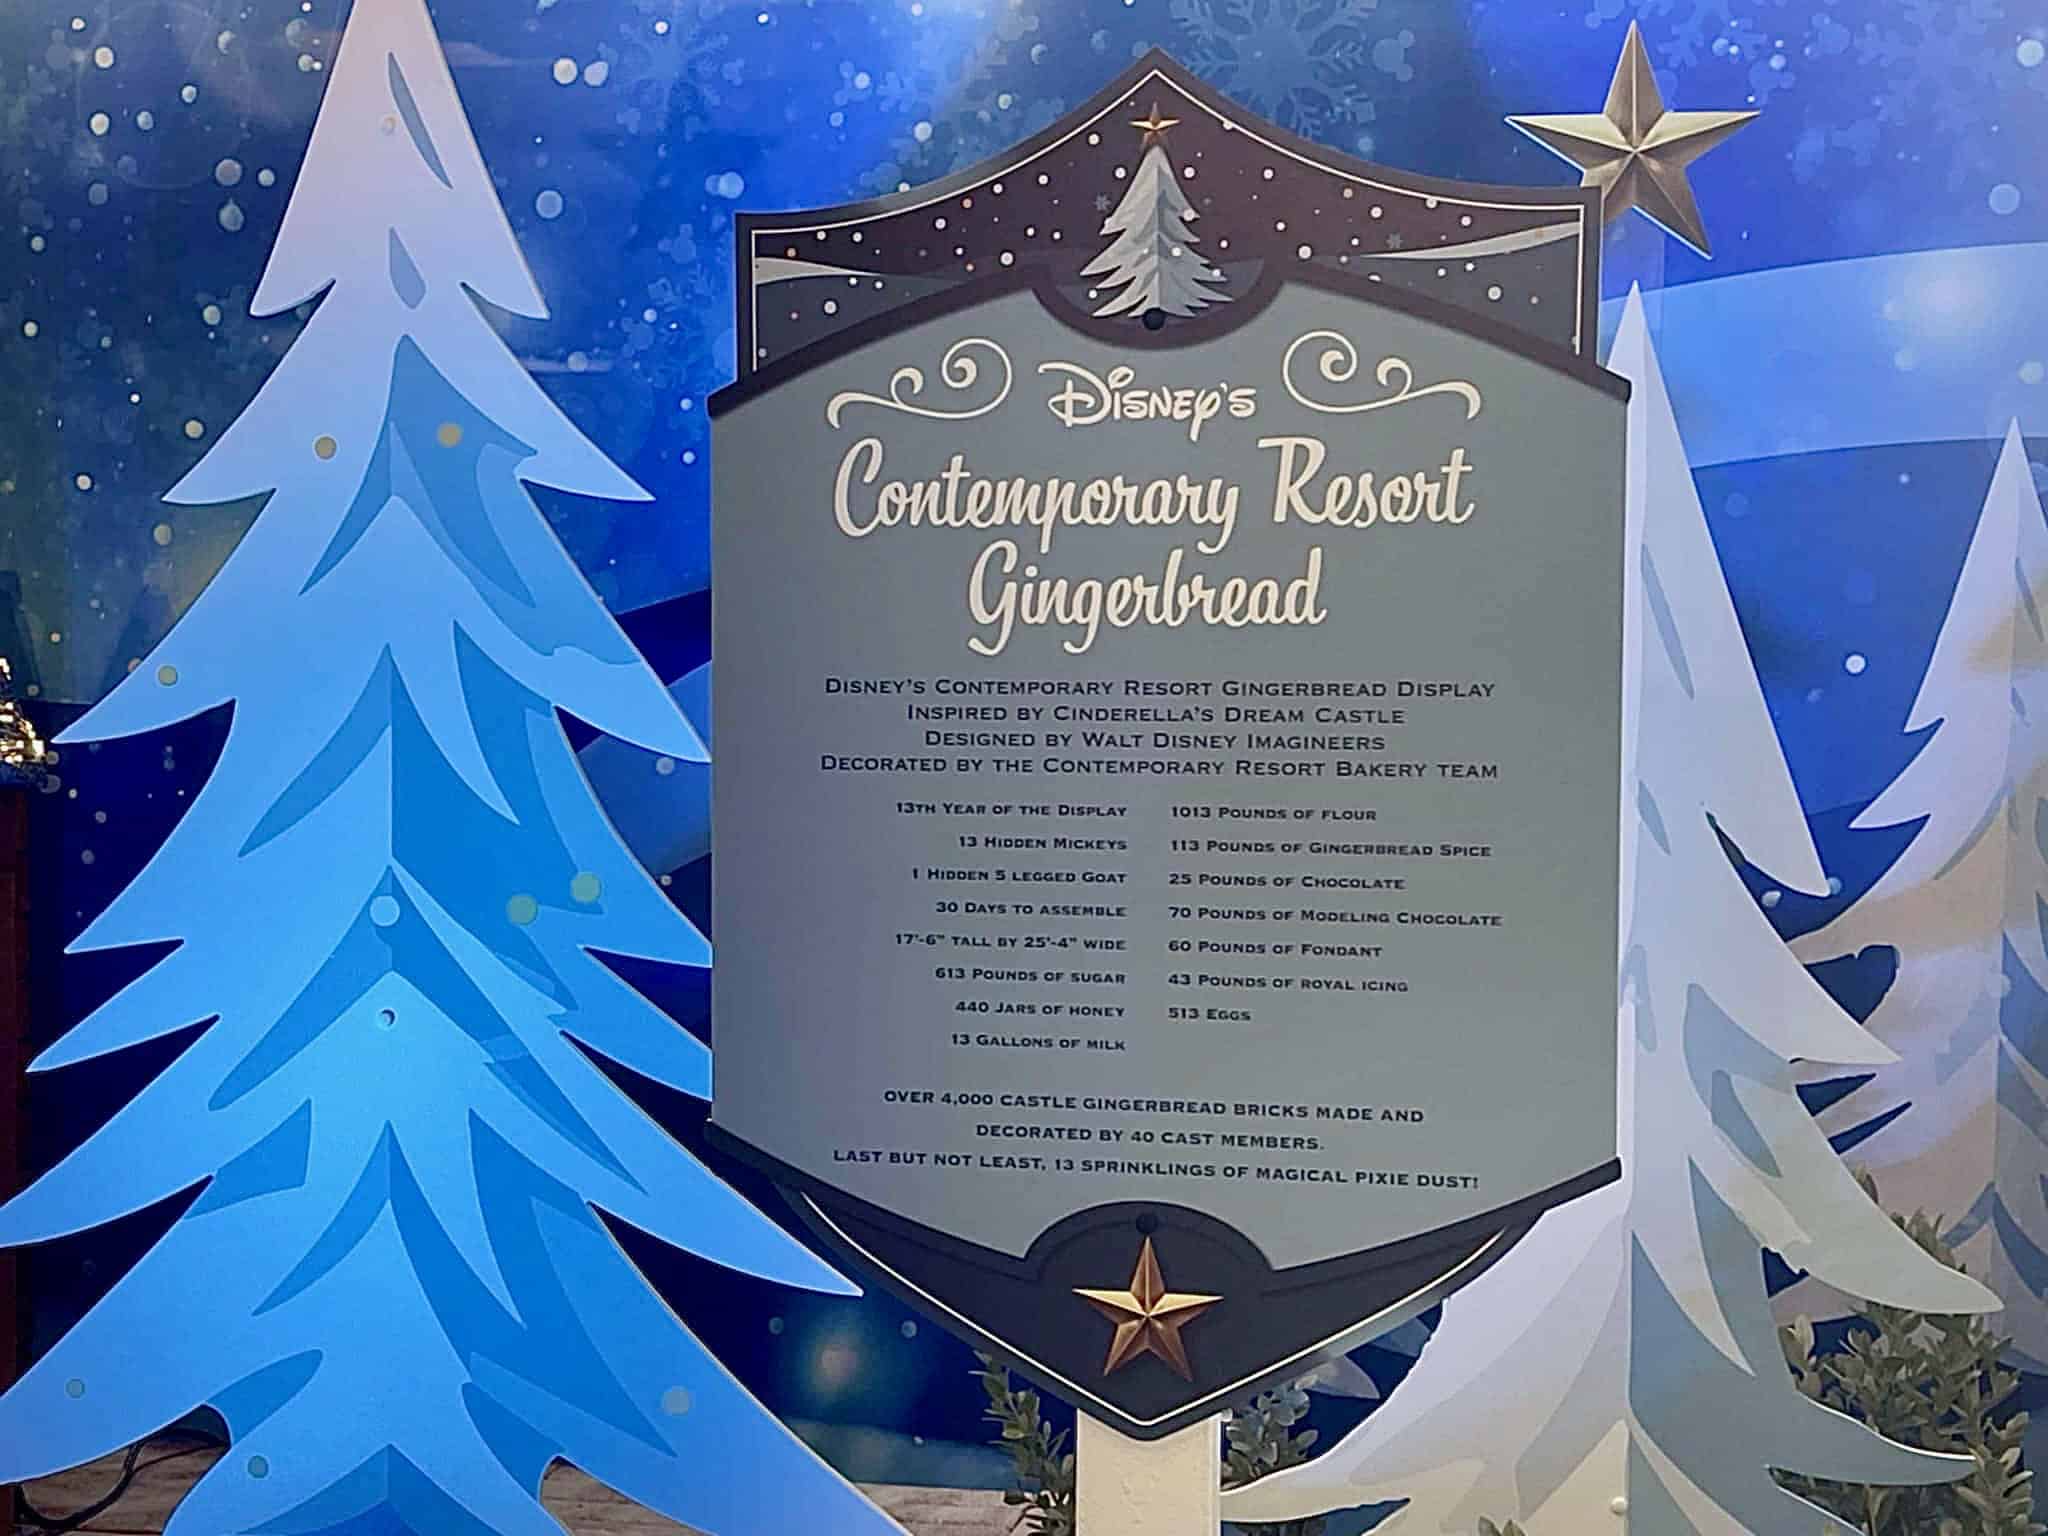 Disney's
Contemporary Resort
Gingerbread
Disney's Contemporary Resort Gingerbread Display
Inspired by Cinderella's Dream Castle
Designed by Walt Disney Imagineers
Decorated by the Contemporary Resort Bakery team
13th Year of the Display
13 Hidden Mickeys
1 Hidden 5 legged Goat
30 Days to assemble
17'-6" tall by 25'-4" wide
613 Pounds of sugar
440 Jars of honey
13 Gallons of milk
1013 Pounds of flour
113 Pounds of Gingerbread Spice
25 Pounds of Chocolate
70 Pounds of Modeling Chocolate
60 Pounds of Fondant
43 Pounds of royal icing
513 Eggs
OVER 4,000 CASTLE GINGERBREAD BRICKS MADE AND
DECORATED BY 40 CAST MEMBERS.
LAST BUT NOT LEAST, 13 SPRINKLINGS OF MAGICAL PIXIE DUST!